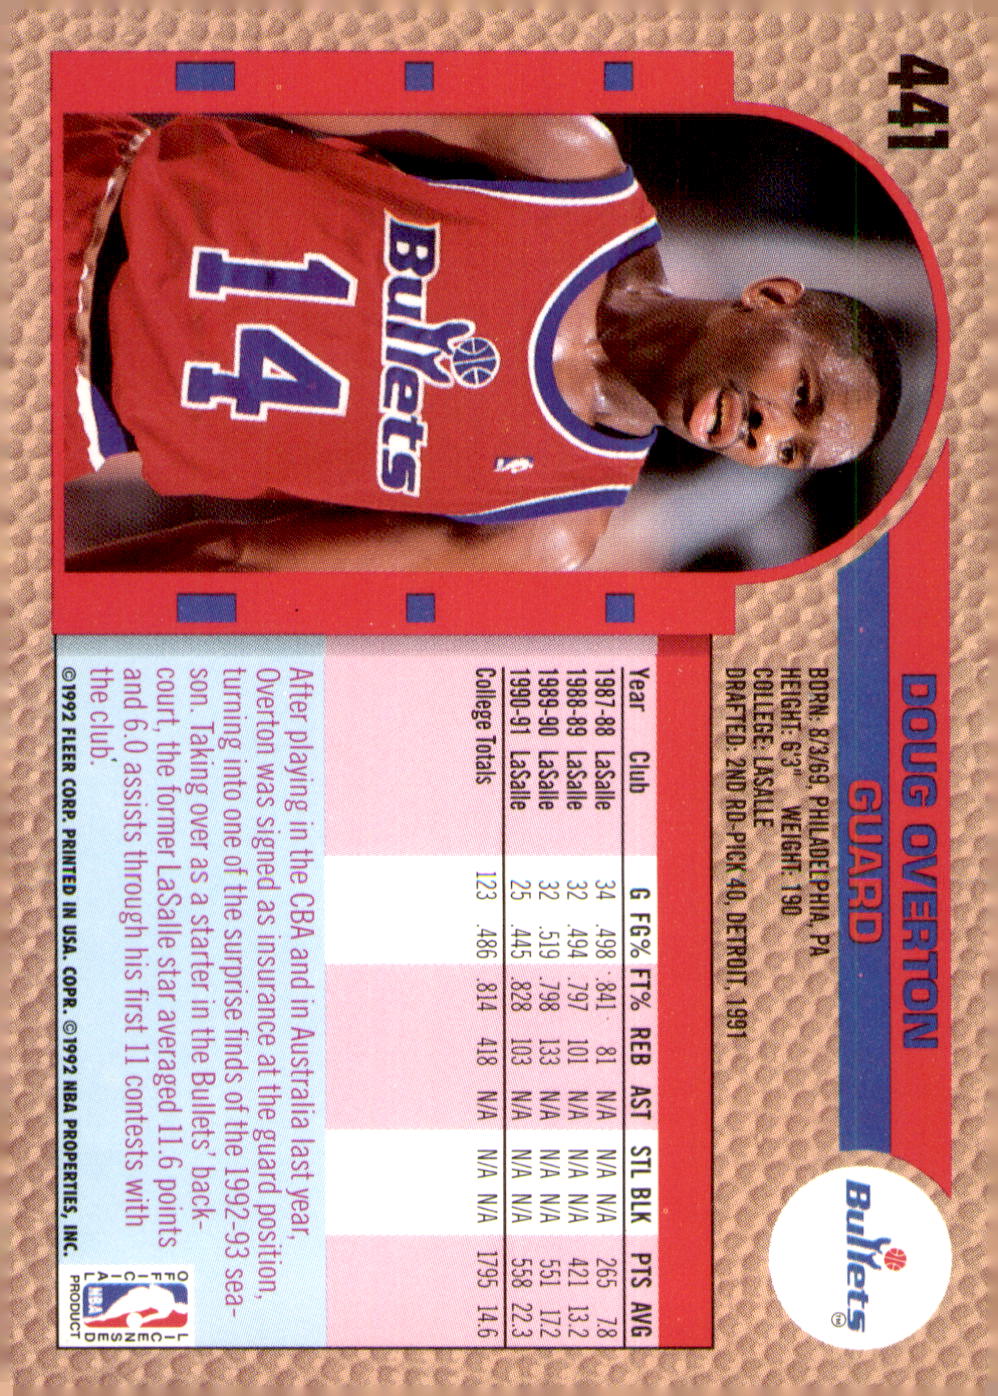 441
DOUG OVERTON
GUARD
BORN: 8/3/69, PHILADELPHIA, PA
HEIGHT: 6'3" WEIGHT: 190
COLLEGE: LASALLE
DRAFTED: 2ND RD-PICK 40, DETROIT, 1991
Bullets TM
Bullets
14
Year Club G FG% FT% REB AST STL BLK PTS AVG
1987-88 LaSalle 34 .498 .841 81 N/A N/A N/A 265 7.8
1988-89 LaSalle 32 .494 .797 101 N/A N/A N/A 421 13.2
1989-90 LaSalle 32 .519 .798 133 N/A N/A N/A 551 17.2
1990-91 LaSalle 25 .445 .828 103 N/A N/A N/A 558 22.3
College Totals 123 .486 .814 418 N/A N/A N/A 1795 14.6
After playing in the CBA and in Australia last year,
Overton was signed as insurance at the guard position,
turning into one of the surprise finds of the 1992-93 sea-
son. Taking over as a starter in the Bullets' back-
court, the former LaSalle star averaged 11.6 points
and 6.0 assists through his first 11 contests with
the club.
©1992 FLEER CORP. PRINTED IN USA. COPR. ©1992 NBA PROPERTIES, INC.
OFFICIAL
LICENSED
NBA
PRODUCT